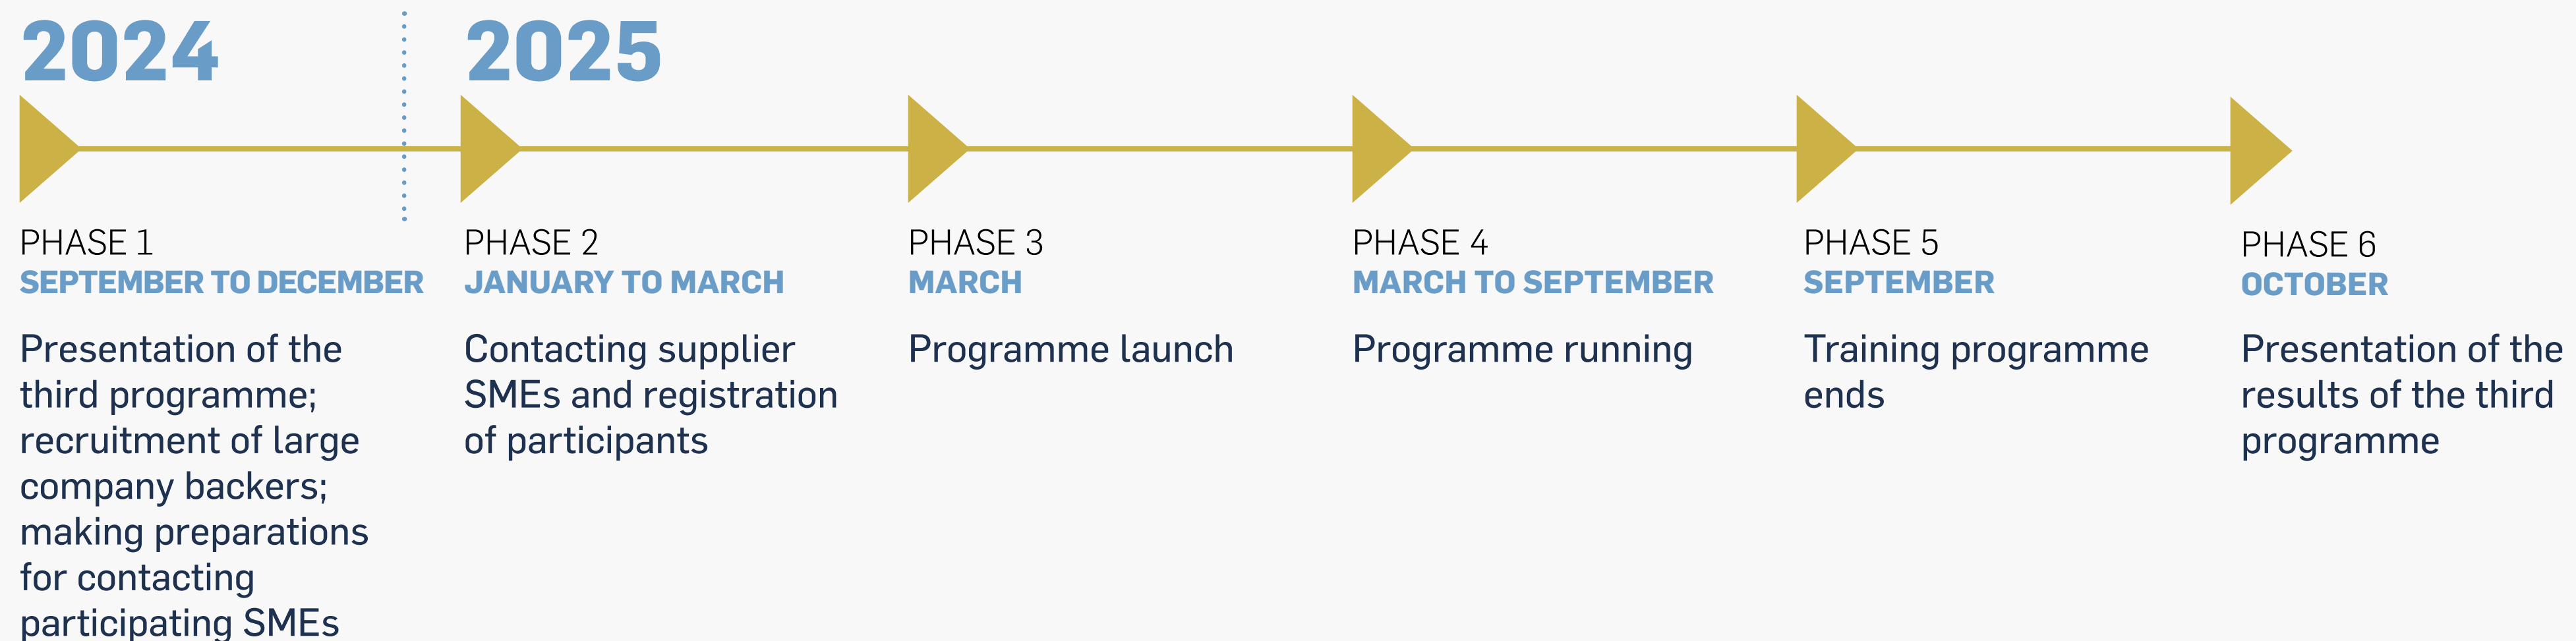 2024
2025
PHASE 1
SEPTEMBER TO DECEMBER
Presentation of the
third programme;
recruitment of large
company backers;
making preparations
for contacting
participating SMEs
PHASE 2
JANUARY TO MARCH
Contacting supplier
SMEs and registration
of participants
PHASE 3
MARCH
Programme launch
PHASE 4
MARCH TO SEPTEMBER
Programme running
PHASE 5
SEPTEMBER
Training programme
ends
PHASE 6
OCTOBER
Presentation of the
results of the third
programme